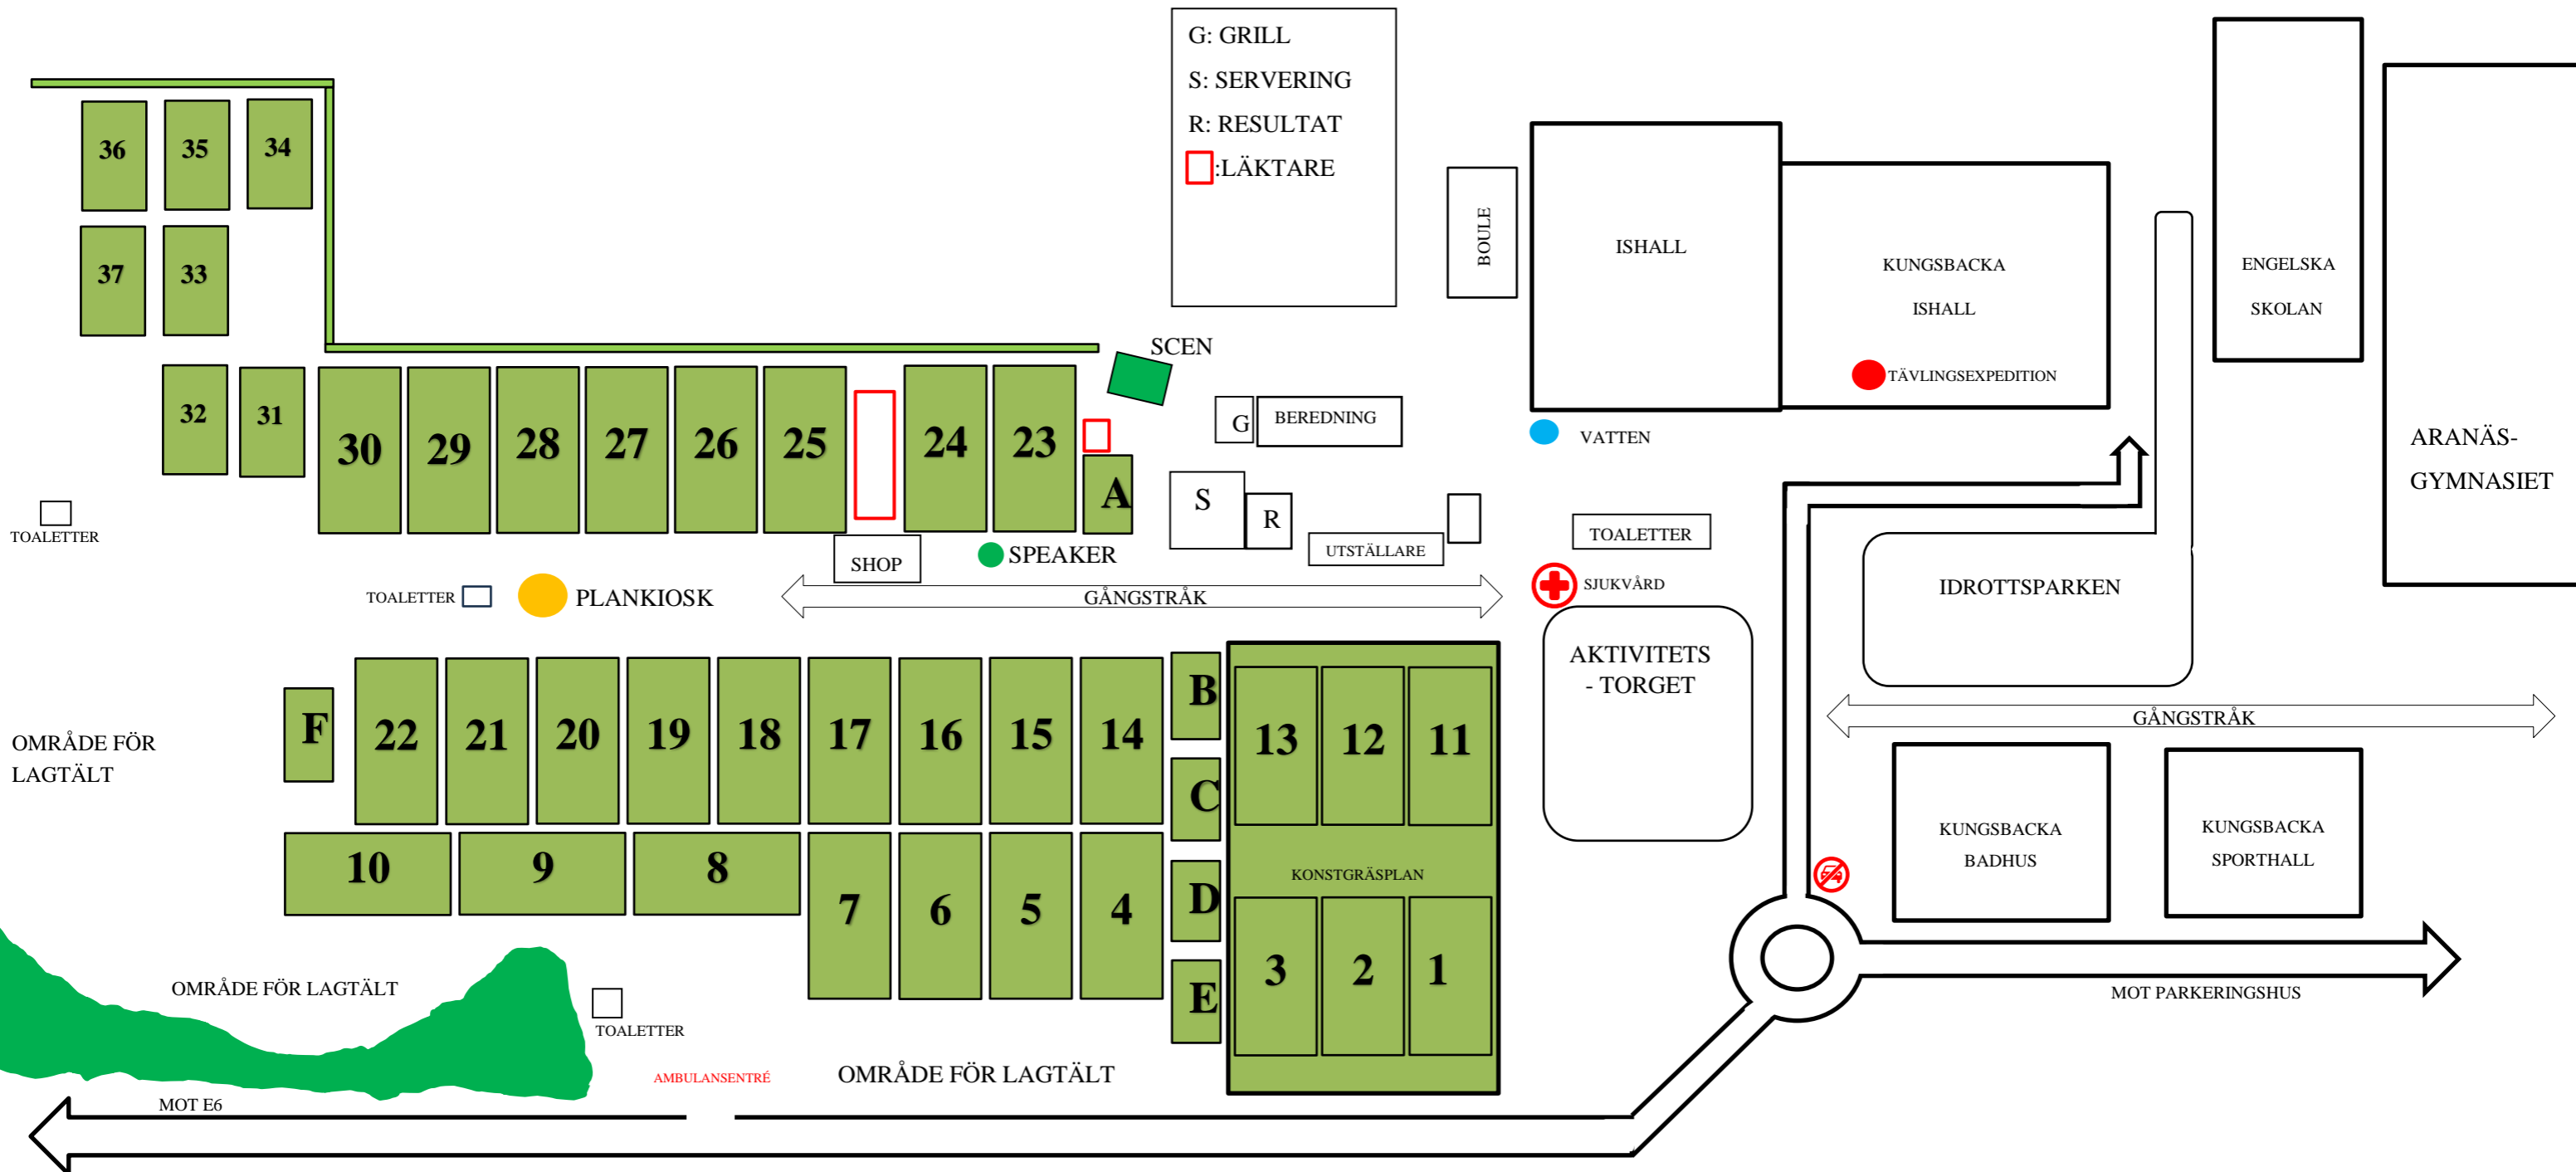 G: GRILL
S: SERVERING
R: RESULTAT
:LÄKTARE
36
35
34
37
33
32
31
30
29
28
27
26
25
24
23
A
SCEN
G
BEREDNING
S
R
UTSTÄLLARE
BOULE
ISHALL
KUNGSBACKA
ISHALL
TÄVLINGSEXPEDITION
VATTEN
TOALETTER
SJUKVÅRD
ENGELSKA
SKOLAN
ARANÄS-
GYMNASIET
IDROTTSPARKEN
TOALETTER
TOALETTER
PLANKIOSK
SHOP
SPEAKER
GÅNGSTRÅK
AKTIVITETS
- TORGET
GÅNGSTRÅK
OMRÅDE FÖR
LAGTÄLT
F
22
21
20
19
18
17
16
15
14
B
C
D
E
13
12
11
KONSTGRÄSPLAN
3
2
1
10
9
8
7
6
5
4
KUNGSBACKA
BADHUS
KUNGSBACKA
SPORTHALL
MOT PARKERINGSHUS
OMRÅDE FÖR LAGTÄLT
TOALETTER
AMBULANSENTRÉ
OMRÅDE FÖR LAGTÄLT
MOT E6